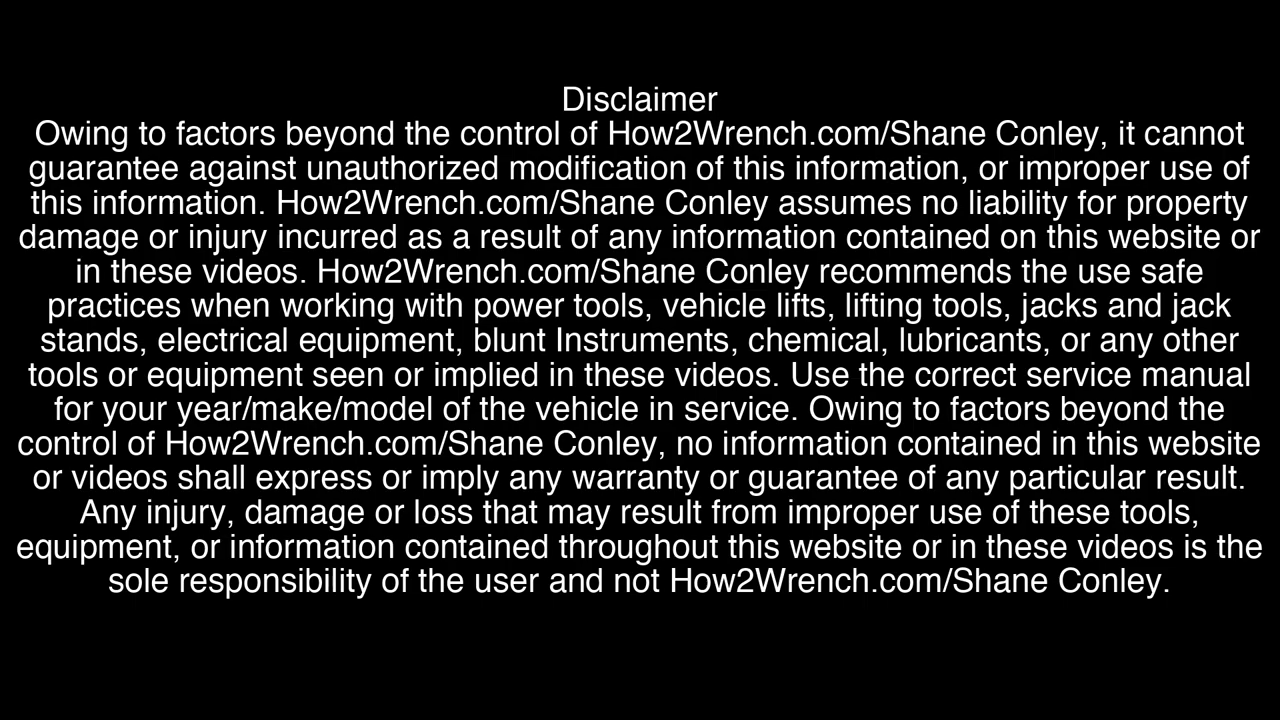 Disclaimer
Owing to factors beyond the control of How2Wrench.com/Shane Conley, it cannot
guarantee against unauthorized modification of this information, or improper use of
this information. How2Wrench.com/Shane Conley assumes no liability for property
damage or injury incurred as a result of any information contained on this website or
in these videos. How2Wrench.com/Shane Conley recommends the use safe
practices when working with power tools, vehicle lifts, lifting tools, jacks and jack
stands, electrical equipment, blunt Instruments, chemical, lubricants, or any other
tools or equipment seen or implied in these videos. Use the correct service manual
for your year/make/model of the vehicle in service. Owing to factors beyond the
control of How2Wrench.com/Shane Conley, no information contained in this website
or videos shall express or imply any warranty or guarantee of any particular result.
Any injury, damage or loss that may result from improper use of these tools,
equipment, or information contained throughout this website or in these videos is the
sole responsibility of the user and not How2Wrench.com/Shane Conley.